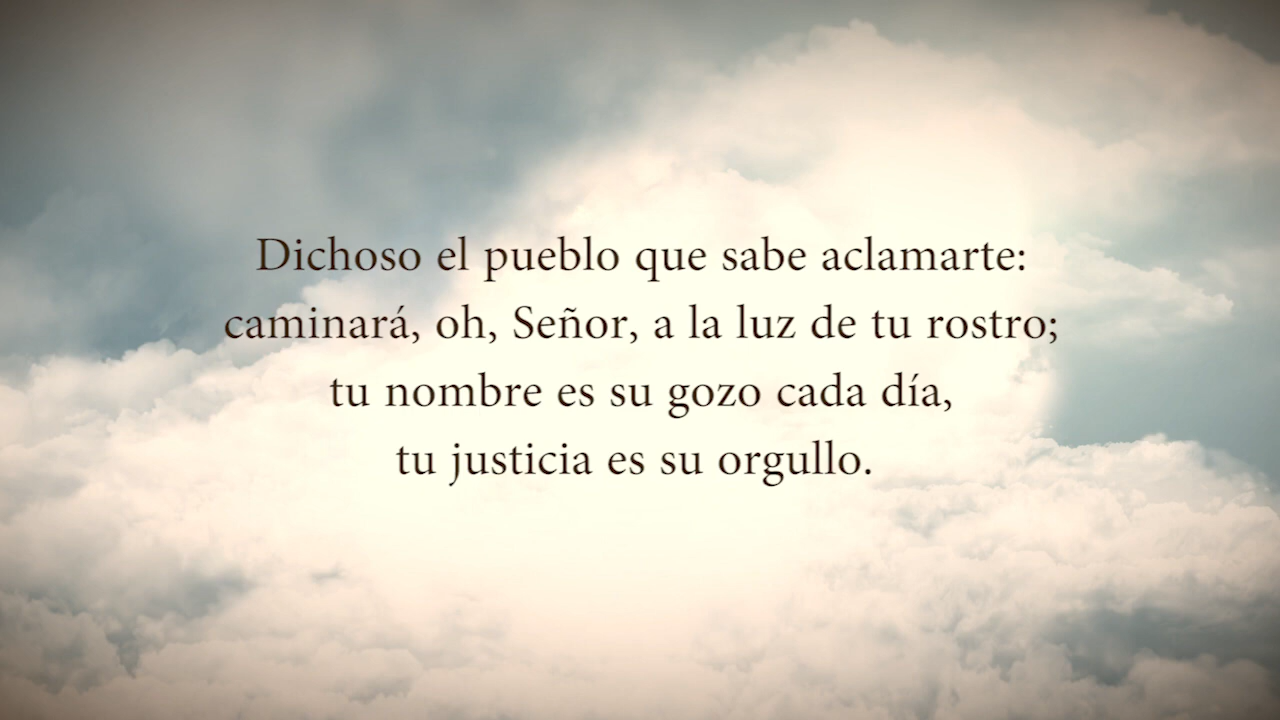 Dichoso el pueblo que sabe aclamarte:
caminará, oh, Señor, a la luz de tu rostro;
tu nombre es su gozo cada día,
tu justicia es su orgullo.